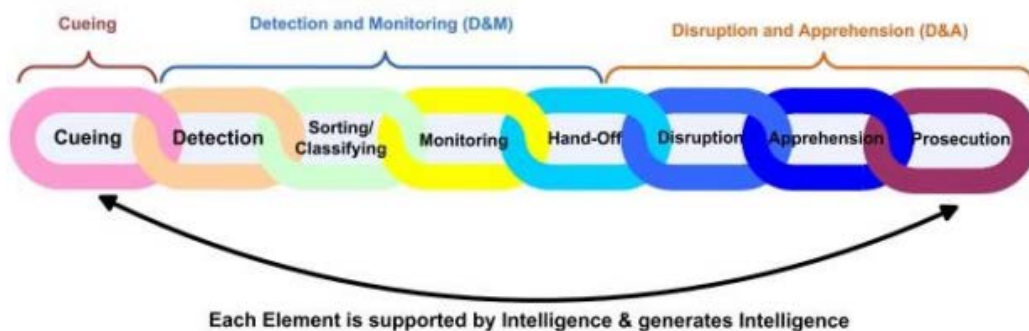 Cueing
Detection and Monitoring (D&M)
Disruption and Apprehension (D&A)
Cueing
Detection
Sorting/
Classifying
Monitoring
Hand-Off
Disruption
Apprehension
Prosecution
Each Element is supported by Intelligence & generates Intelligence